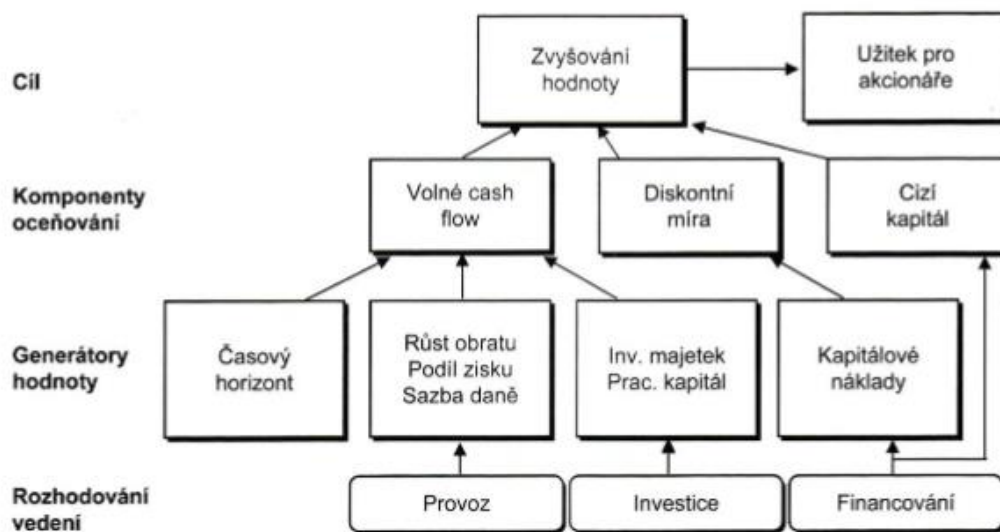 Cíl
Zvyšování
hodnoty
Užitek pro
akcionáře
Komponenty
oceňování
Volné cash
flow
Diskontní
míra
Cizí
kapitál
Generátory
hodnoty
Časový
horizont
Růst obratu
Podíl zisku
Sazba daně
Inv. majetek
Prac. kapitál
Kapitálové
náklady
Rozhodování
vedení
Provoz
Investice
Financování